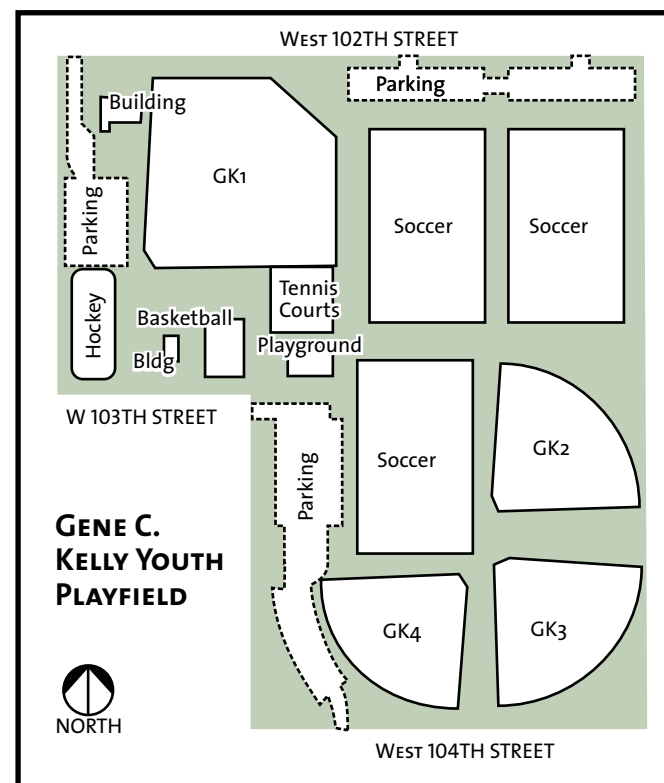 WEST 102TH STREET
Parking
Building
GK1
Parking
Soccer
Soccer
Hockey
Tennis
Courts
Basketball
Playground
Bldg
W 103TH STREET
Soccer
GK2
Parking
GENE C.
KELLY YOUTH
PLAYFIELD
GK4
GK3
NORTH
WEST 104TH STREET